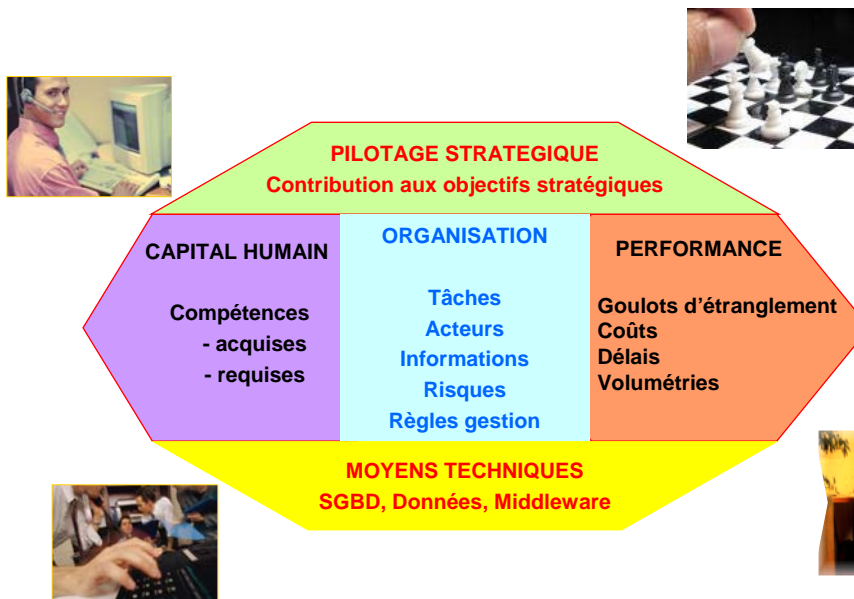 PILOTAGE STRATEGIQUE
Contribution aux objectifs stratégiques
CAPITAL HUMAIN
Compétences
- acquises
- requises
ORGANISATION
Tâches
Acteurs
Informations
Risques
Règles gestion
PERFORMANCE
Goulots d'étranglement
Coûts
Délais
Volumétries
MOYENS TECHNIQUES
SGBD, Données, Middleware